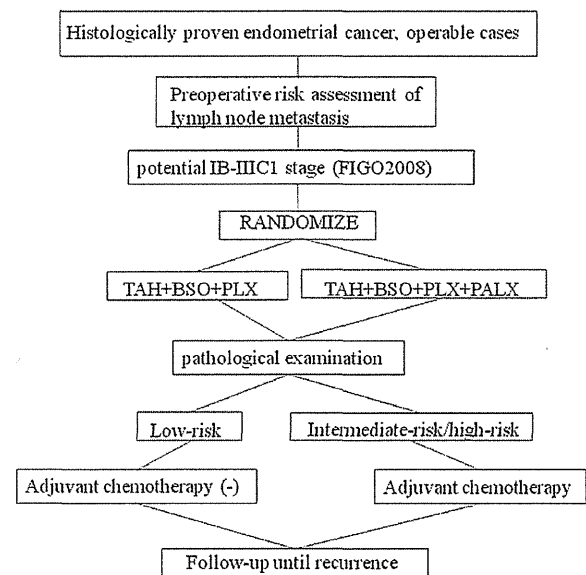 Histologically proven endometrial cancer, operable cases
Preoperative risk assessment of
lymph node metastasis
potential IB-IIIC1 stage (FIGO2008)
RANDOMIZE
TAH+BSO+PLX
TAH+BSO+PLX+PALX
pathological examination
Low-risk
Intermediate-risk/high-risk
Adjuvant chemotherapy (-)
Adjuvant chemotherapy
Follow-up until recurrence